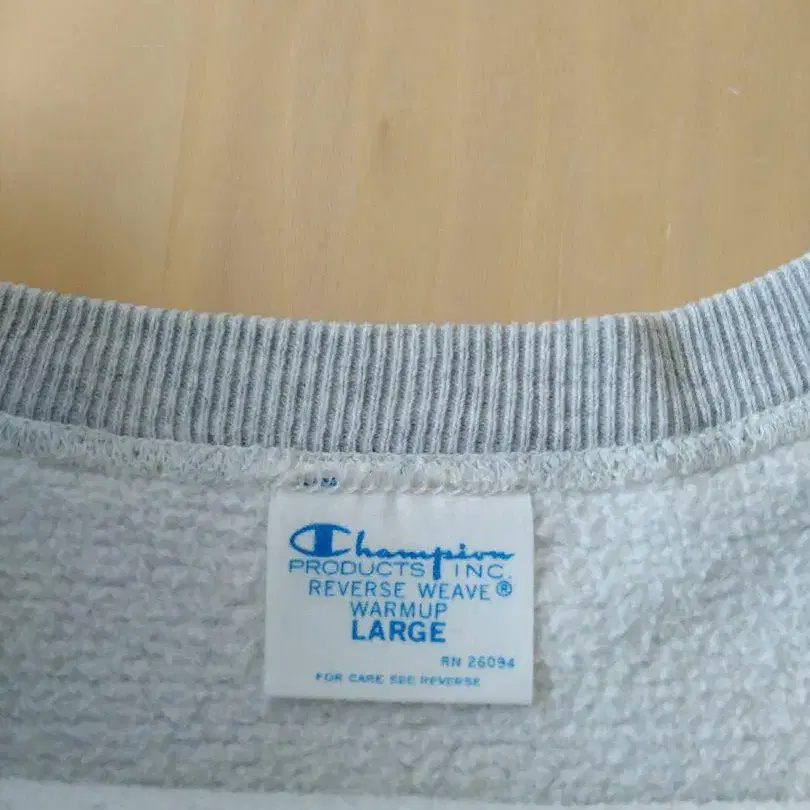 Champion
PRODUCTS INC.
REVERSE WEAVE®
WARMUP
LARGE
RN 26094
FOR CARE SEE REVERSE